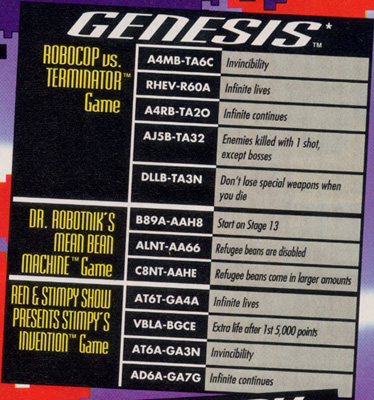 GENESIS™*
ROBOCOP vs.
TERMINATOR™
Game
A4MB-TA6C Invincibility
RHEV-R60A Infinite lives
A4RB-TA2O Infinite continues
AJ5B-TA32 Enemies killed with 1 shot,
except bosses
DLLB-TA3N Don't lose special weapons when
you die
DR. ROBOTNIK'S
MEAN BEAN
MACHINE™ Game
B89A-AAH8 Start on Stage 13
ALNT-AA66 Refugee beans are disabled
C8NT-AAHE Refugee beans come in larger amounts
REN & STIMPY SHOW
PRESENTS STIMPY'S
INVENTION™ Game
AT6T-GA4A Infinite lives
VBLA-BGCE Extra life after 1st 5,000 points
AT6A-GA3N Invincibility
AD6A-GA7G Infinite continues